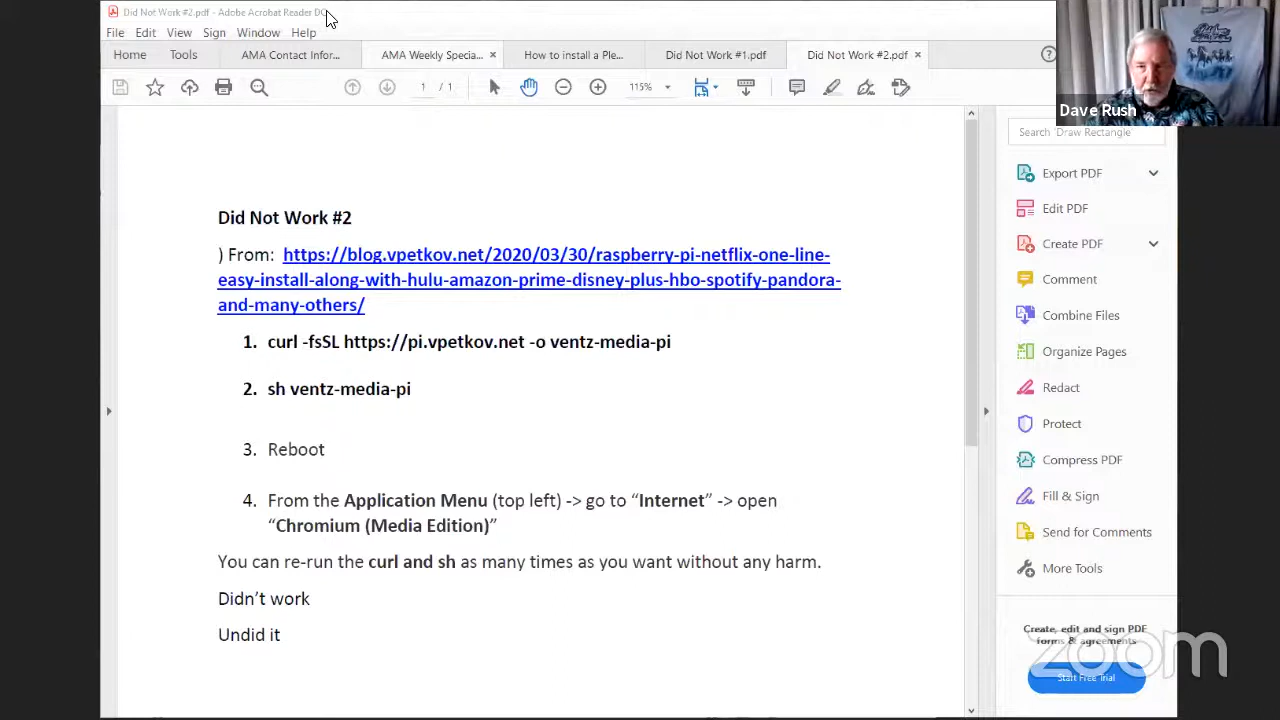 Did Not Work #2.pdf - Adobe Acrobat Reader DC
File Edit View Sign Window Help
Home Tools AMA Contact Infor... AMA Weekly Specia... × How to install a Ple... Did Not Work #1.pdf Did Not Work #2.pdf ×
1 / 1 115%
Dave Rush
Search 'Draw Rectangle'
Did Not Work #2
) From: https://blog.vpetkov.net/2020/03/30/raspberry-pi-netflix-one-line-
easy-install-along-with-hulu-amazon-prime-disney-plus-hbo-spotify-pandora-
and-many-others/
1. curl -fsSL https://pi.vpetkov.net -o ventz-media-pi
2. sh ventz-media-pi
3. Reboot
4. From the Application Menu (top left) -> go to “Internet” -> open
“Chromium (Media Edition)”
You can re-run the curl and sh as many times as you want without any harm.
Didn’t work
Undid it
Export PDF
Edit PDF
Create PDF
Comment
Combine Files
Organize Pages
Redact
Protect
Compress PDF
Fill & Sign
Send for Comments
More Tools
Create, edit and sign PDF
forms & agreements
Start Free Trial
zoom